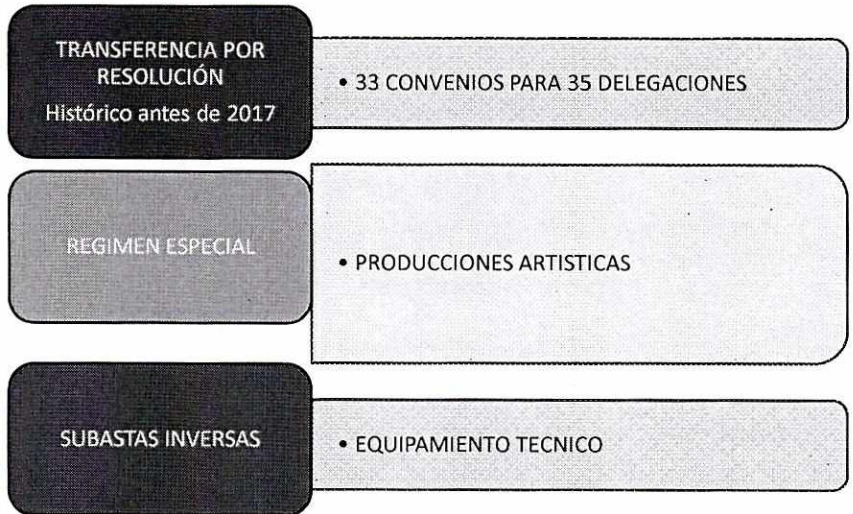 TRANSFERENCIA POR
RESOLUCIÓN
Histórico antes de 2017
• 33 CONVENIOS PARA 35 DELEGACIONES
REGIMEN ESPECIAL
• PRODUCCIONES ARTISTICAS
SUBASTAS INVERSAS
• EQUIPAMIENTO TECNICO